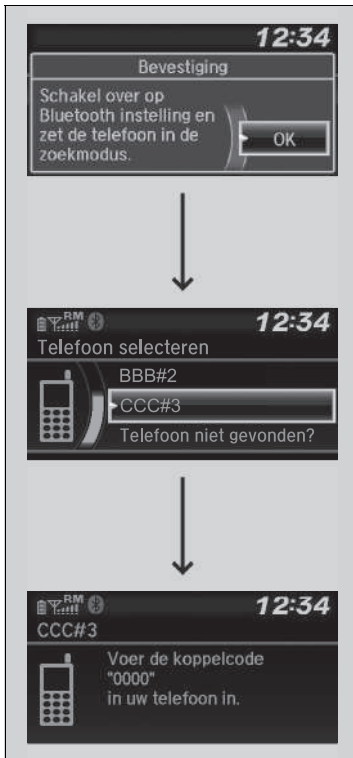 12:34
Bevestiging
Schakel over op
Bluetooth instelling en
zet de telefoon in de
zoekmodus.
OK
RM
12:34
Telefoon selecteren
BBB#2
CCC#3
Telefoon niet gevonden?
RM
12:34
CCC#3
Voer de koppelcode
"0000"
in uw telefoon in.